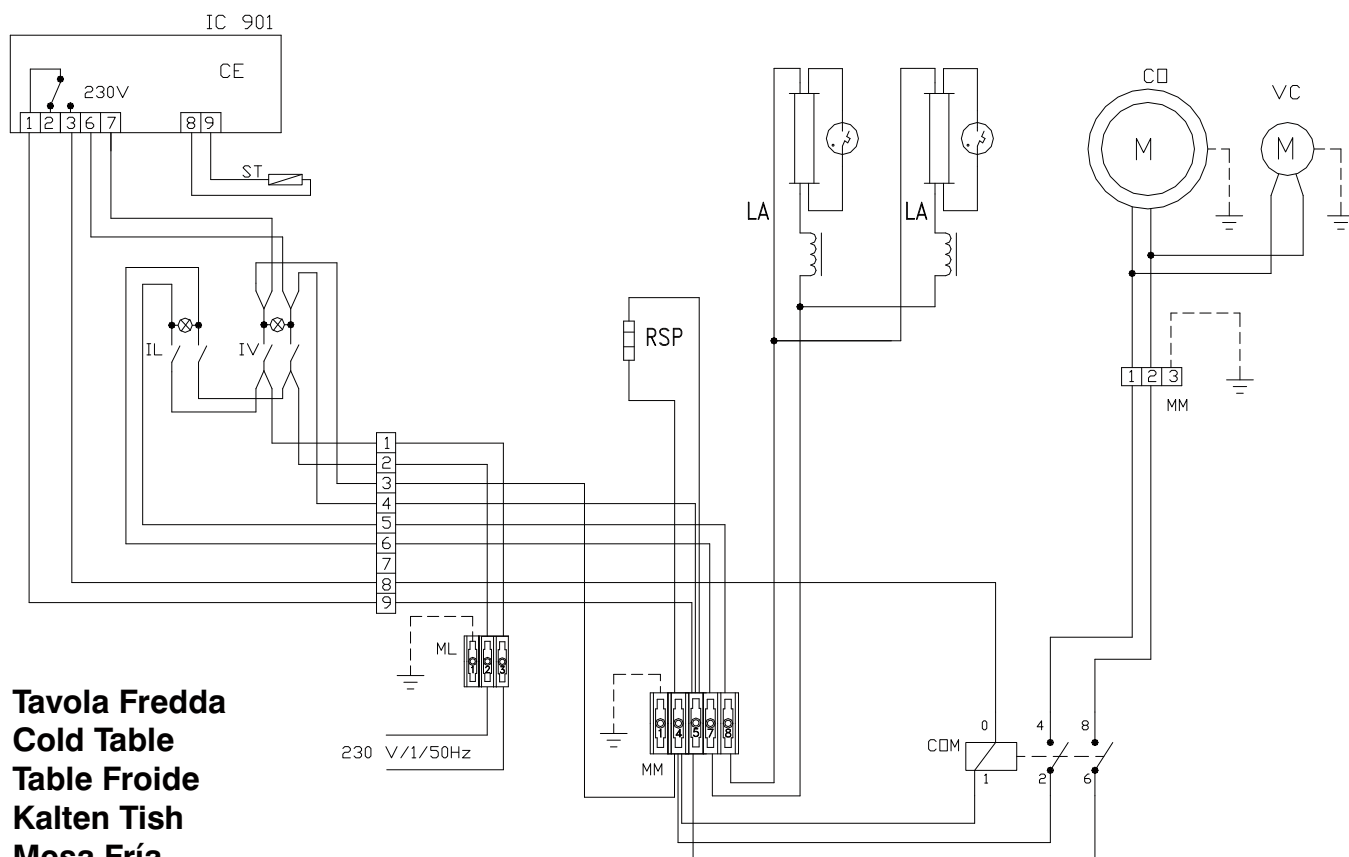 IC 901
CE
230V
1 2 3 6 7
8 9
ST
IL
IV
1
2
3
4
5
6
7
8
9
RSP
LA
LA
CO
M
VC
M
1 2 3
MM
ML
1 2 3
230 V/1/50Hz
1 4 5 7 8
MM
COM
0
1
4
2
8
6
Tavola Fredda
Cold Table
Table Froide
Kalten Tish
Mesa Fría